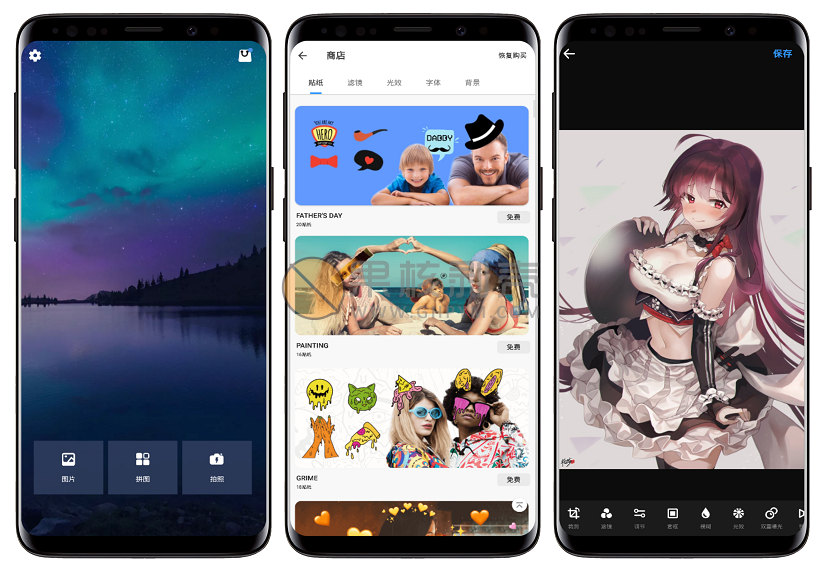 图片
拼图
拍照
商店
恢复购买
贴纸
滤镜
光效
字体
背景
YOU ARE MY
HERO
DADDY
FATHER'S DAY
免费
20贴纸
PAINTING
免费
16贴纸
GRIME
免费
18贴纸
保存
裁剪
滤镜
调节
套框
模糊
光效
双重曝光